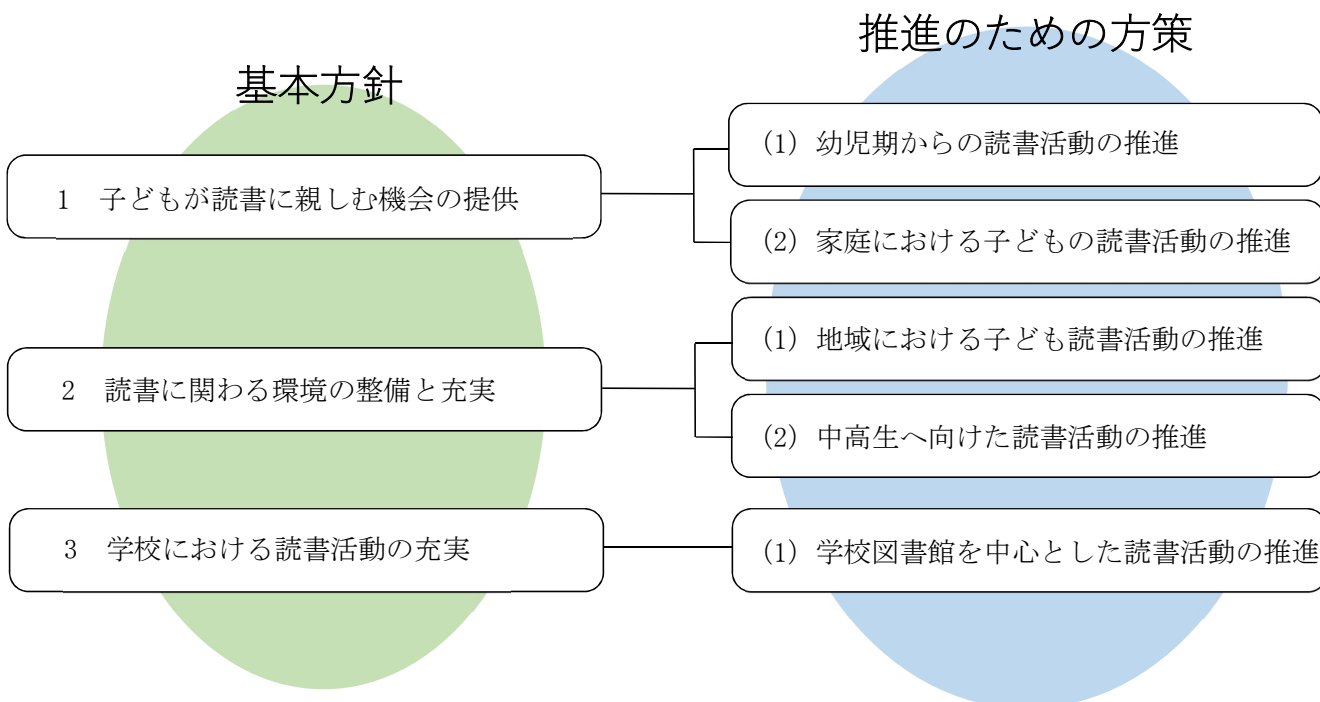 基本方針
推進のための方策
1 子どもが読書に親しむ機会の提供
(1) 幼児期からの読書活動の推進
(2) 家庭における子どもの読書活動の推進
2 読書に関わる環境の整備と充実
(1) 地域における子ども読書活動の推進
(2) 中高生へ向けた読書活動の推進
3 学校における読書活動の充実
(1) 学校図書館を中心とした読書活動の推進